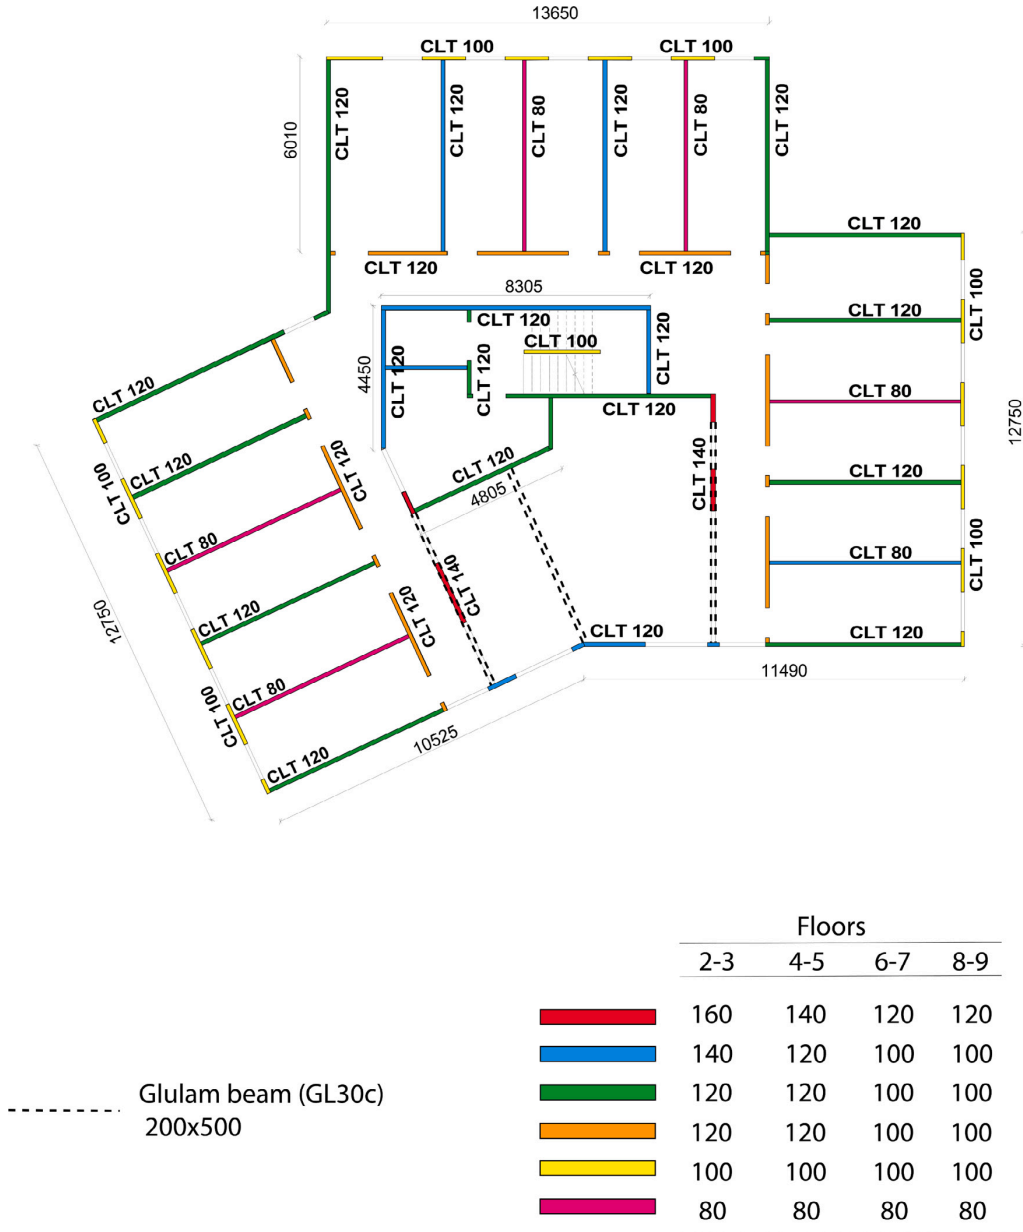 13650
CLT 100
CLT 100
6010
CLT 120
CLT 120
CLT 80
CLT 120
CLT 80
CLT 120
CLT 120
CLT 120
CLT 120
CLT 120
CLT 100
CLT 120
CLT 80
12750
CLT 120
CLT 100
CLT 80
CLT 120
11490
8305
4450
CLT 120
CLT 100
CLT 120
CLT 120
CLT 120
CLT 120
CLT 140
CLT 120
4805
CLT 140
CLT 120
CLT 120
CLT 120
CLT 100
CLT 120
CLT 80
CLT 120
CLT 120
CLT 80
CLT 100
CLT 120
12750
10525
Floors
2-3 4-5 6-7 8-9
160 140 120 120
140 120 100 100
120 120 100 100
120 120 100 100
100 100 100 100
80 80 80 80
Glulam beam (GL30c)
200x500